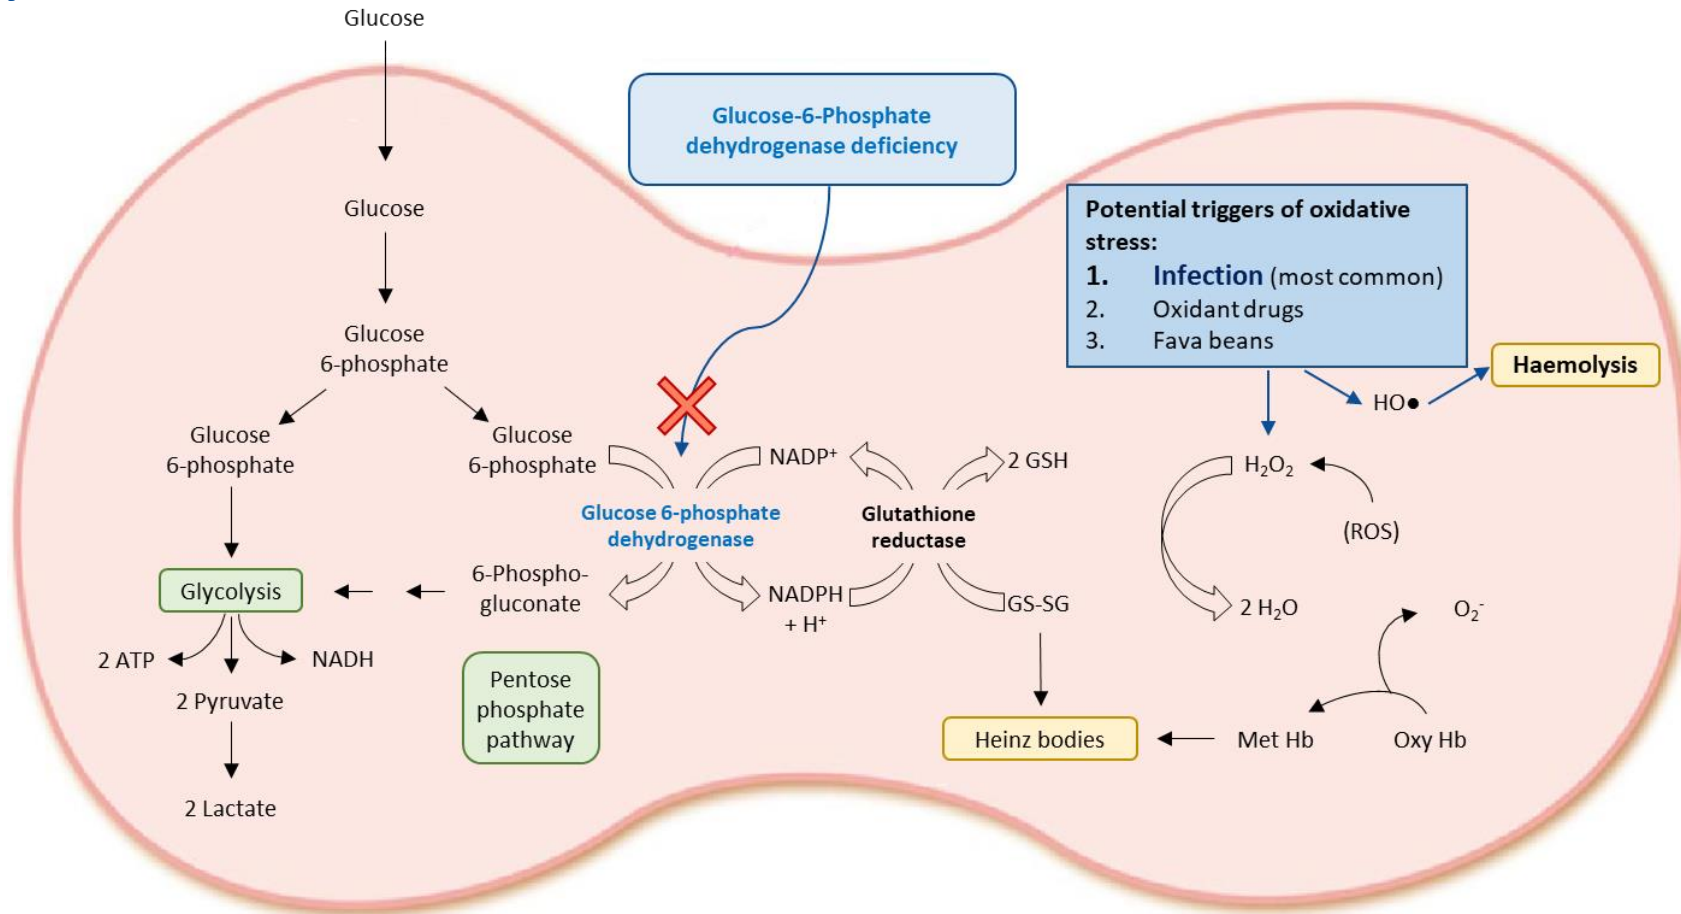 Glucose
Glucose-6-Phosphate
dehydrogenase deficiency
Glucose
Potential triggers of oxidative
stress:
1. Infection (most common)
2. Oxidant drugs
3. Fava beans
Glucose
6-phosphate
Haemolysis
HO●
Glucose
6-phosphate
Glucose
6-phosphate
NADP⁺
2 GSH
H₂O₂
Glucose 6-phosphate
dehydrogenase
Glutathione
reductase
(ROS)
Glycolysis
6-Phospho-
gluconate
NADPH
+ H⁺
GS-SG
2 H₂O
O₂⁻
2 ATP
NADH
2 Pyruvate
Pentose
phosphate
pathway
Heinz bodies
Met Hb
Oxy Hb
2 Lactate